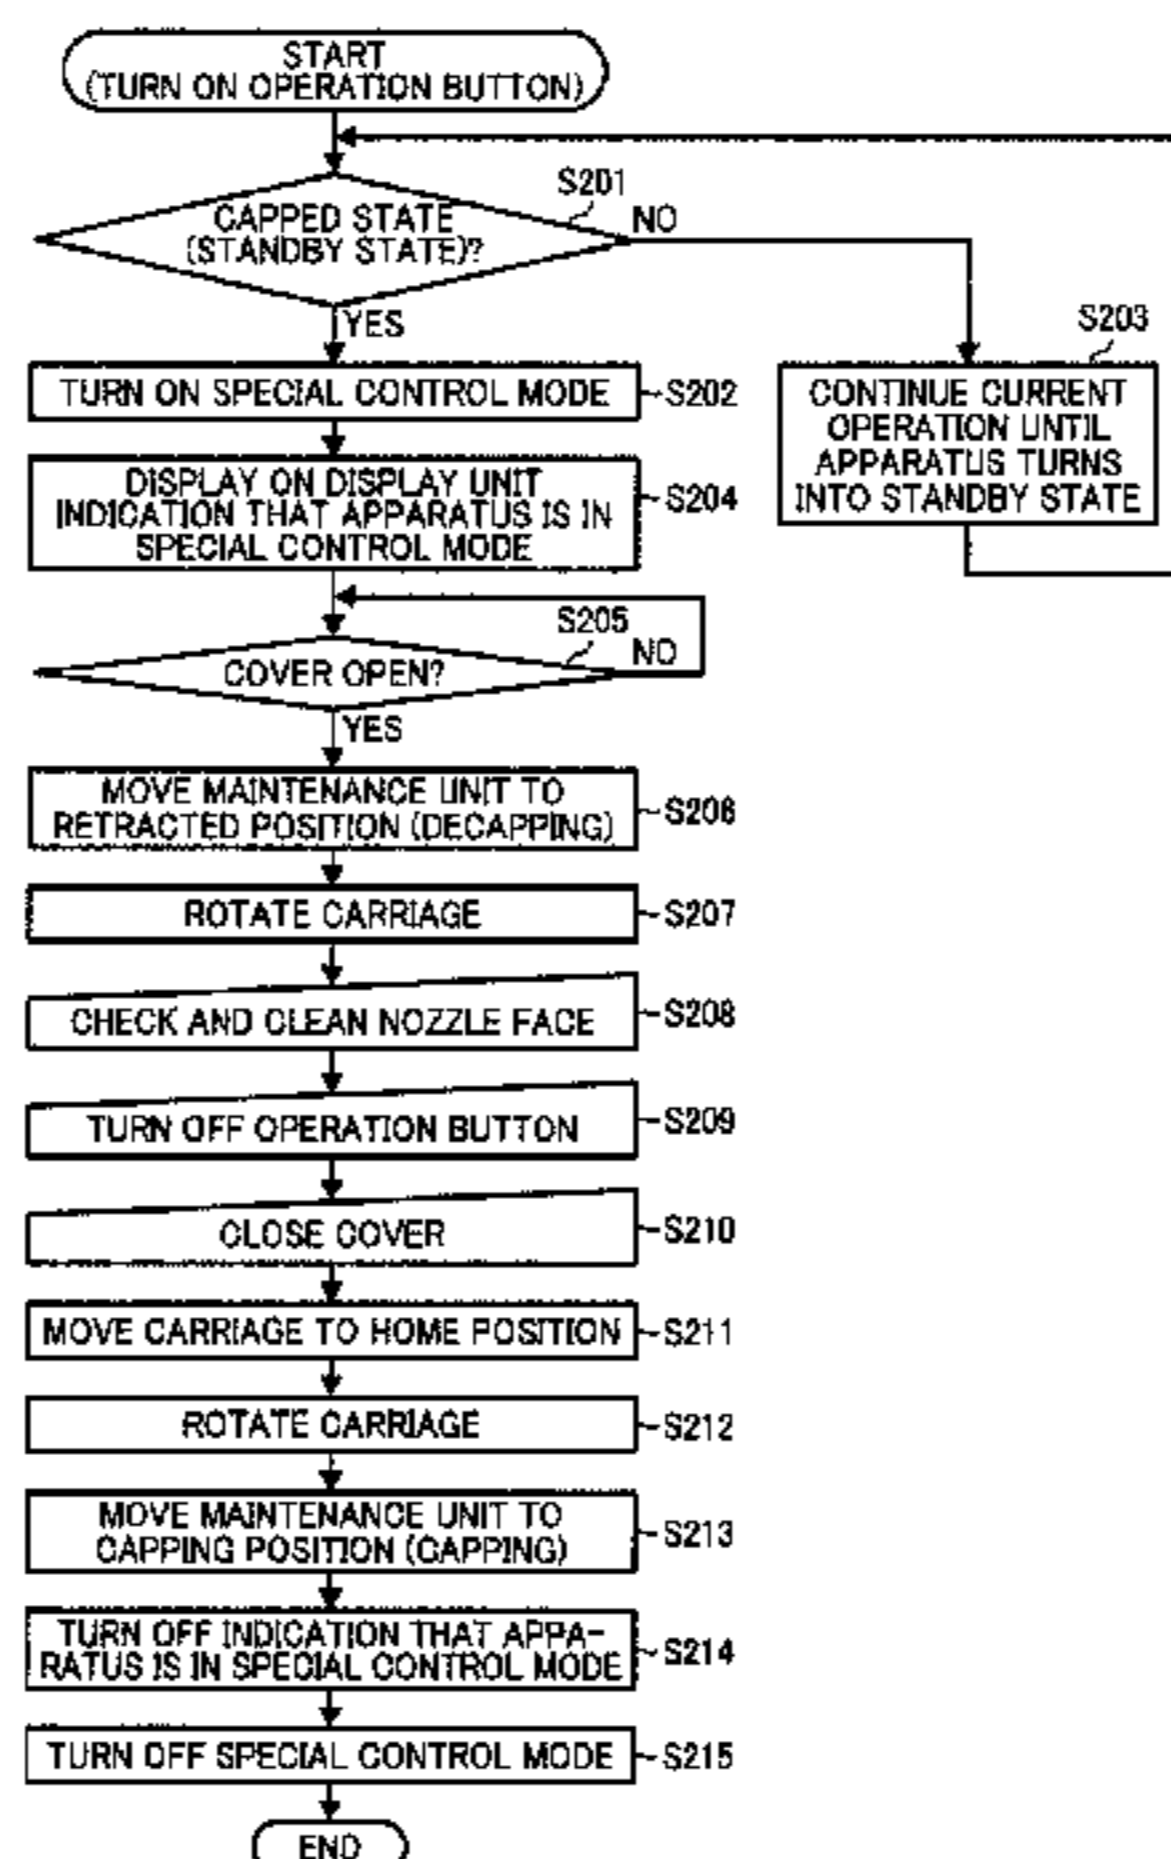 START
(TURN ON OPERATION BUTTON)
S201
CAPPED STATE
(STANDBY STATE)?
NO
YES
S203
CONTINUE CURRENT
OPERATION UNTIL
APPARATUS TURNS
INTO STANDBY STATE
TURN ON SPECIAL CONTROL MODE
S202
DISPLAY ON DISPLAY UNIT
INDICATION THAT APPARATUS IS IN
SPECIAL CONTROL MODE
S204
S205
COVER OPEN?
NO
YES
MOVE MAINTENANCE UNIT TO
RETRACTED POSITION (DECAPPING)
S206
ROTATE CARRIAGE
S207
CHECK AND CLEAN NOZZLE FACE
S208
TURN OFF OPERATION BUTTON
S209
CLOSE COVER
S210
MOVE CARRIAGE TO HOME POSITION
S211
ROTATE CARRIAGE
S212
MOVE MAINTENANCE UNIT TO
CAPPING POSITION (CAPPING)
S213
TURN OFF INDICATION THAT APPA-
RATUS IS IN SPECIAL CONTROL MODE
S214
TURN OFF SPECIAL CONTROL MODE
S215
END